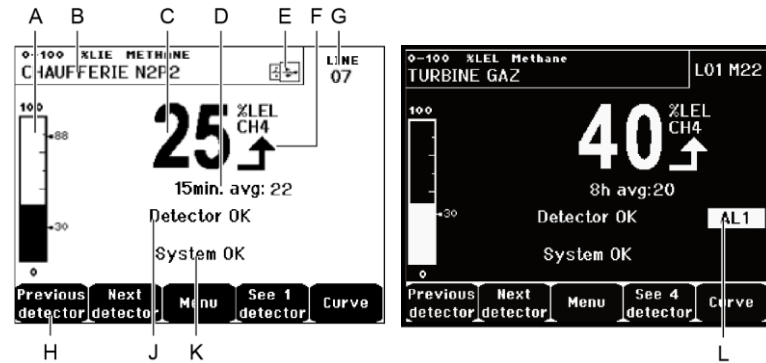 A B C D E F G
0-100 %LIE METHANE
CHAUFFERIE N2P2
LINE
07
100
88
30
0
25
%LEL
CH4
15min. avg: 22
Detector OK
System OK
Previous detector
Next detector
Menu
See 1 detector
Curve
H J K
0-100 %LEL Methane
TURBINE GAZ
L01 M22
100
30
0
40
%LEL
CH4
8h avg:20
Detector OK
AL1
System OK
Previous detector
Next detector
Menu
See 4 detector
Curve
L